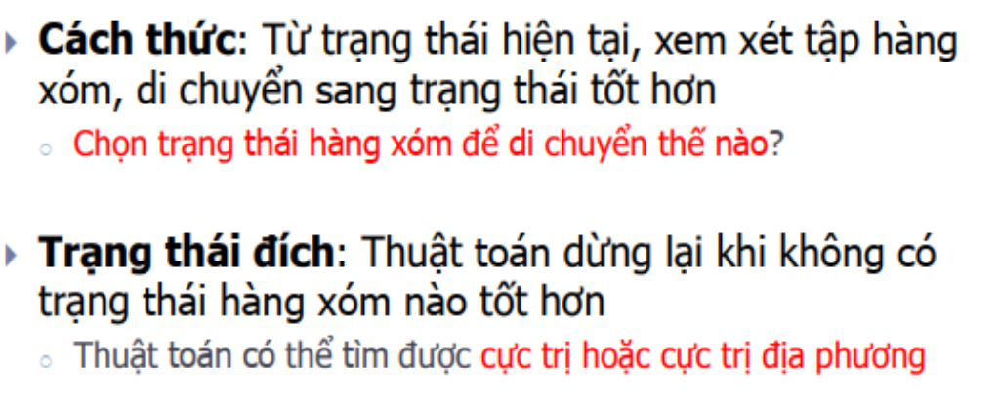 Cách thức: Từ trạng thái hiện tại, xem xét tập hàng
xóm, di chuyển sang trạng thái tốt hơn
Chọn trạng thái hàng xóm để di chuyển thế nào?
Trạng thái đích: Thuật toán dừng lại khi không có
trạng thái hàng xóm nào tốt hơn
Thuật toán có thể tìm được cực trị hoặc cực trị địa phương